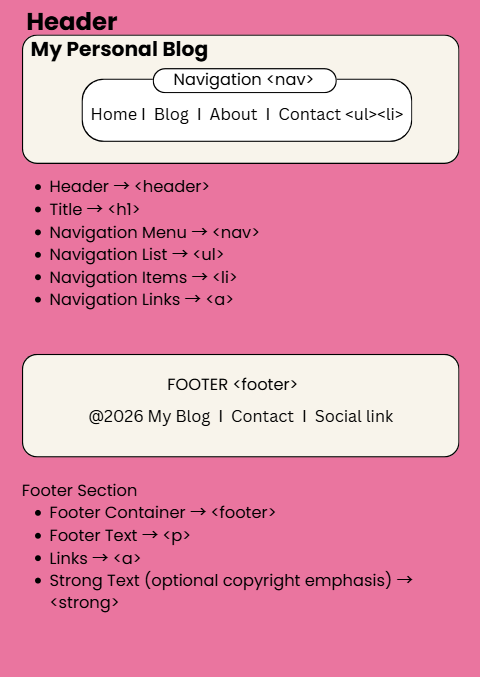 Header
My Personal Blog
Navigation <nav>
Home I Blog I About I Contact <ul><li>
• Header → <header>
• Title → <h1>
• Navigation Menu → <nav>
• Navigation List → <ul>
• Navigation Items → <li>
• Navigation Links → <a>
FOOTER <footer>
@2026 My Blog I Contact I Social link
Footer Section
• Footer Container → <footer>
• Footer Text → <p>
• Links → <a>
• Strong Text (optional copyright emphasis) →
<strong>